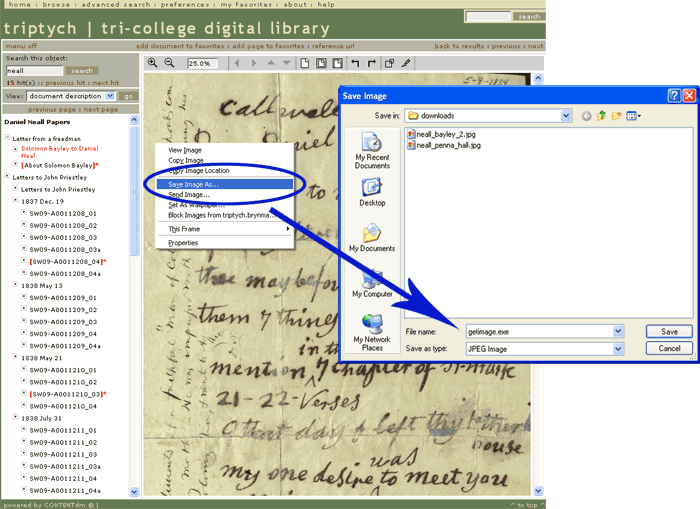 home : browse : advanced search : preferences : my favorites : about : help
triptych | tri-college digital library
search
menu off
add document to favorites : add page to favorites : reference url
back to results : previous : next
Search this object:
neall
search
15 hit(s) :: previous hit : next hit
View: document description go
previous page : next page
Daniel Neall Papers
Letter from a freedman
Solomon Bayley to Daniel
Neal
[About Solomon Bayley]*
Letters to John Priestley
Letters to John Priestley
1837 Dec. 19
SW09-A0011208_01
SW09-A0011208_02
SW09-A0011208_03
SW09-A0011208_03a
[SW09-A0011208_04]*
1838 May 13
SW09-A0011209_01
SW09-A0011209_02
SW09-A0011209_03
SW09-A0011209_04
SW09-A0011209_04a
1838 May 21
SW09-A0011210_01
SW09-A0011210_02
[SW09-A0011210_03]*
SW09-A0011210_04
1838 July 31
SW09-A0011211_01
SW09-A0011211_02
SW09-A0011211_03
SW09-A0011211_03a
SW09-A0011211_04
SW09-A0011211_04a
powered by CONTENTdm ® |
^ to top ^
25.0%
View Image
Copy Image
Copy Image Location
Save Image As...
Send Image...
Set As Wallpaper...
Block Images from triptych.brynma...
This Frame
Properties
call
to
may before
them 7 things
in th
mention 7 Chapter of St Mark
21-22-Verses
that day I left thy
house
was
my one desire to meet you
Save Image
Save in: downloads
neall_bayley_2.jpg
neall_penna_hall.jpg
My Recent
Documents
Desktop
My Documents
My Computer
My Network
Places
File name: getimage.exe Save
Save as type: JPEG Image Cancel